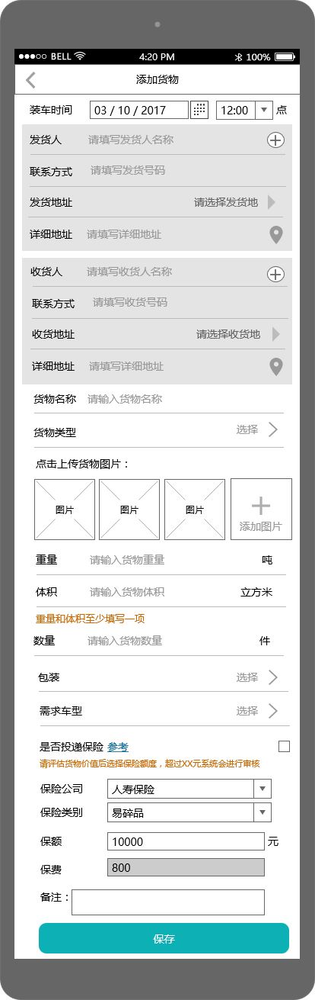 BELL 4:20 PM 100%
添加货物
装车时间 03 / 10 / 2017 12:00 点
发货人 请填写发货人名称
联系方式 请填写发货号码
发货地址 请选择发货地
详细地址 请填写详细地址
收货人 请填写收货人名称
联系方式 请填写收货号码
收货地址 请选择收货地
详细地址 请填写详细地址
货物名称 请输入货物名称
货物类型 选择
点击上传货物图片：
图片 图片 图片 添加图片
重量 请输入货物重量 吨
体积 请输入货物体积 立方米
重量和体积至少填写一项
数量 请输入货物数量 件
包装 选择
需求车型 选择
是否投递保险 参考
请评估货物价值后选择保险额度，超过XX元系统会进行审核
保险公司 人寿保险
保险类别 易碎品
保额 10000 元
保费 800
备注：
保存